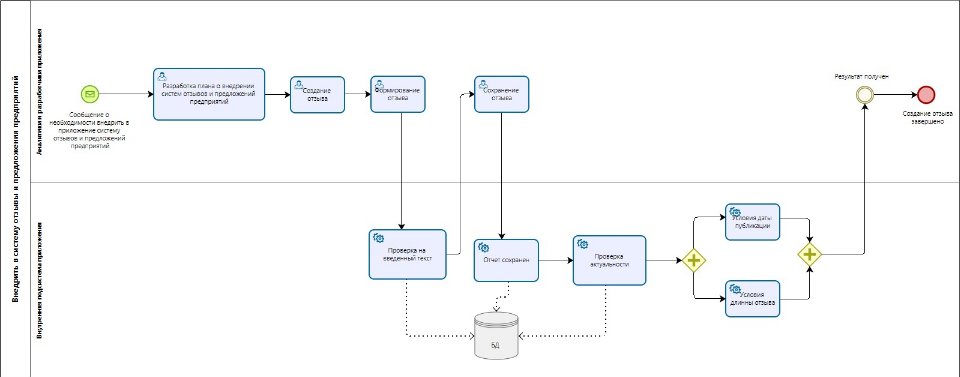 Внедрить в систему отзывы и предложения предприятий
Аналитики и разработчики приложения
Сообщение о
необходимости внедрить в
приложение систему
отзывов и предложений
предприятий
Разработка плана о внедрении
систем отзывов и предложений
предприятий
Создание
отзыва
Формирование
отзыва
Сохранение
отзыва
Результат получен
Создание отзыва
завершено
Внутренняя подсистема приложения
Проверка на
введенный текст
Отчет сохранен
Проверка
актуальности
Условия даты
публикации
Условия
длинны отзыва
БД